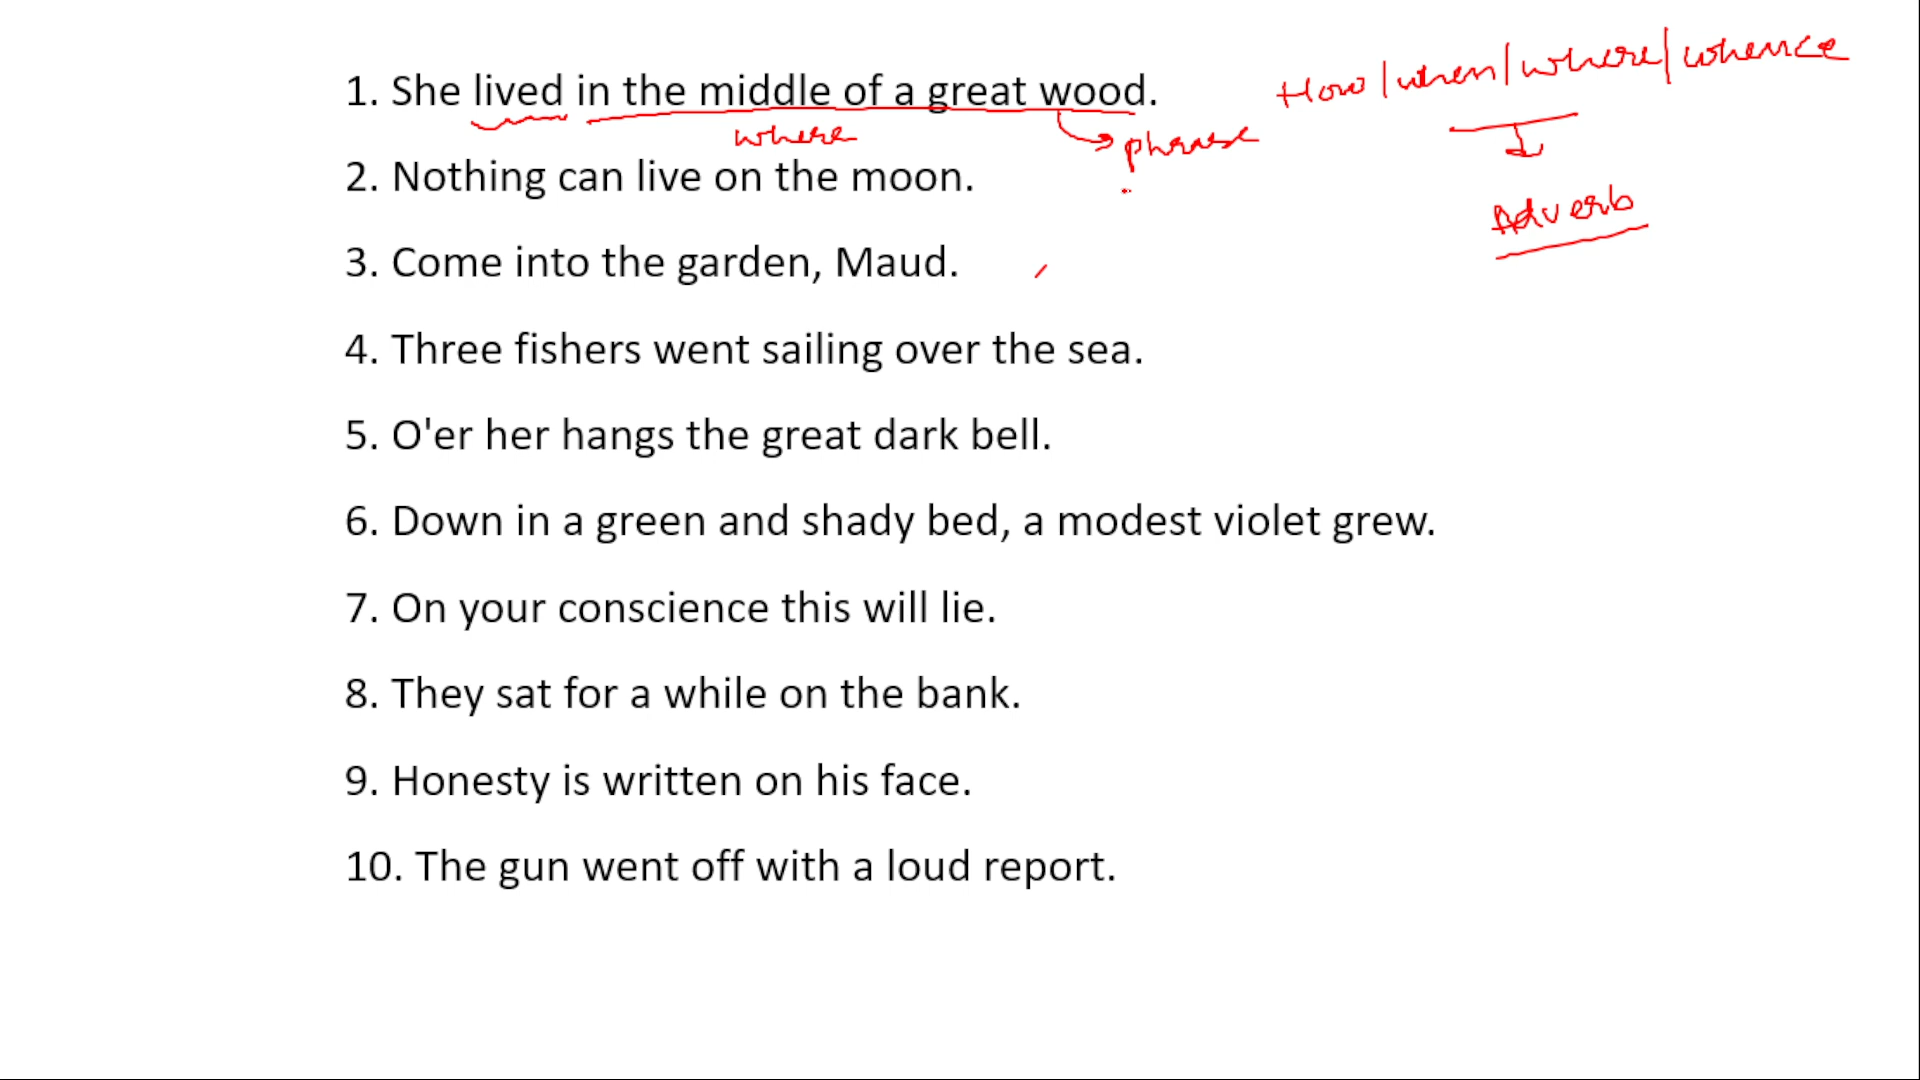 1. She lived in the middle of a great wood.
How/when/where/whence
where
phrase
Adverb
2. Nothing can live on the moon.
3. Come into the garden, Maud.
4. Three fishers went sailing over the sea.
5. O'er her hangs the great dark bell.
6. Down in a green and shady bed, a modest violet grew.
7. On your conscience this will lie.
8. They sat for a while on the bank.
9. Honesty is written on his face.
10. The gun went off with a loud report.